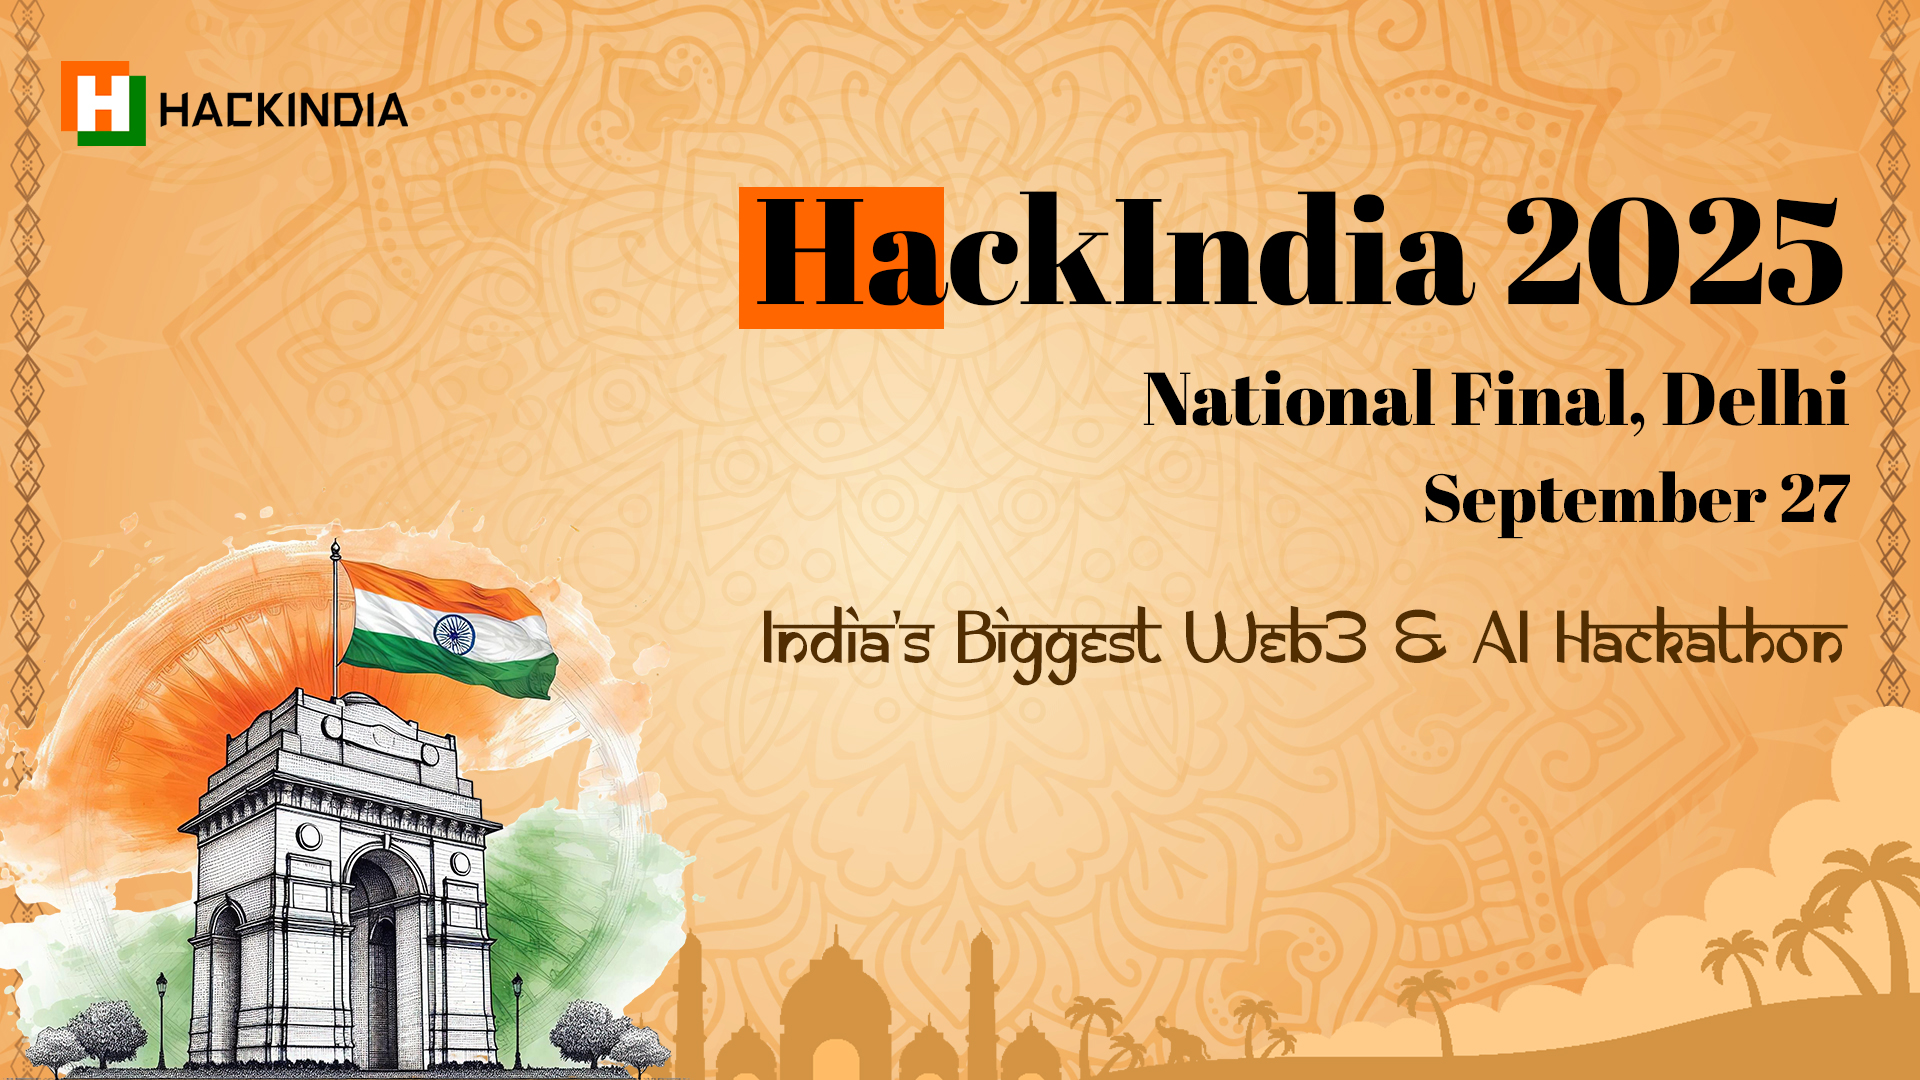 H HACKINDIA
HackIndia 2025
National Final, Delhi
September 27
India's Biggest Web3 & AI Hackathon